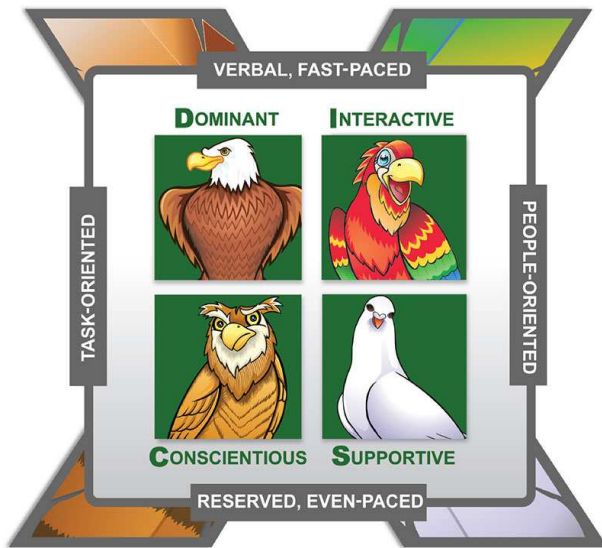 VERBAL, FAST-PACED
DOMINANT
INTERACTIVE
TASK-ORIENTED
PEOPLE-ORIENTED
CONSCIENTIOUS
SUPPORTIVE
RESERVED, EVEN-PACED